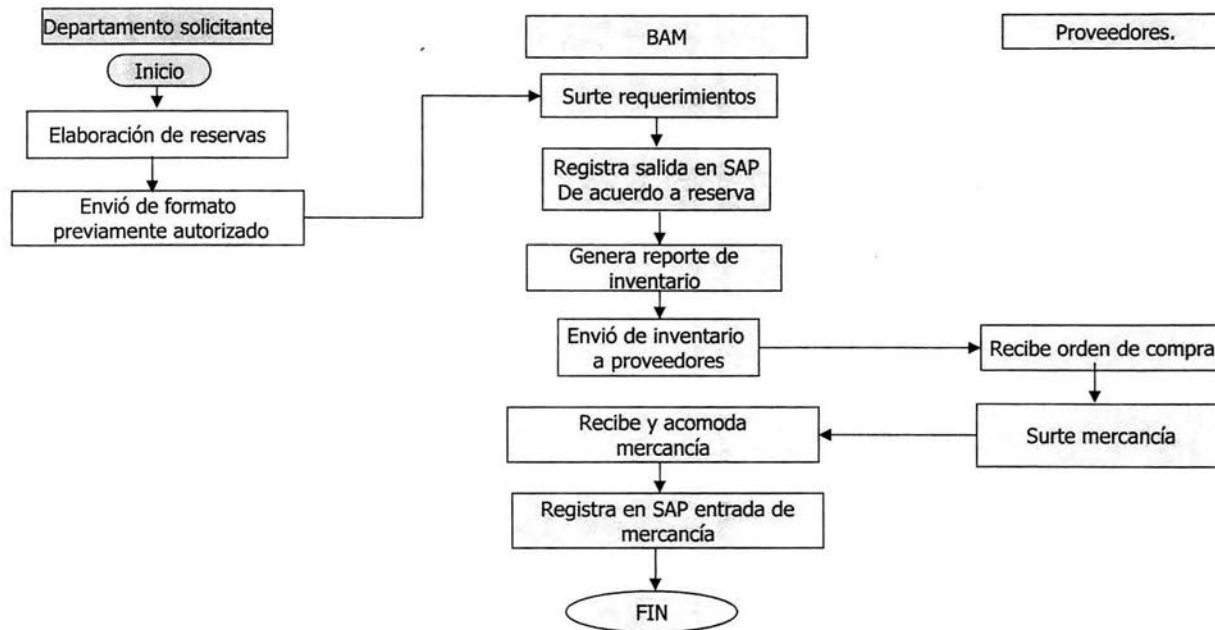 Departamento solicitante
BAM
Proveedores.
Inicio
Surte requerimientos
Elaboración de reservas
Registra salida en SAP
De acuerdo a reserva
Envió de formato
previamente autorizado
Genera reporte de
inventario
Envió de inventario
a proveedores
Recibe orden de compra
Recibe y acomoda
mercancía
Surte mercancía
Registra en SAP entrada de
mercancía
FIN